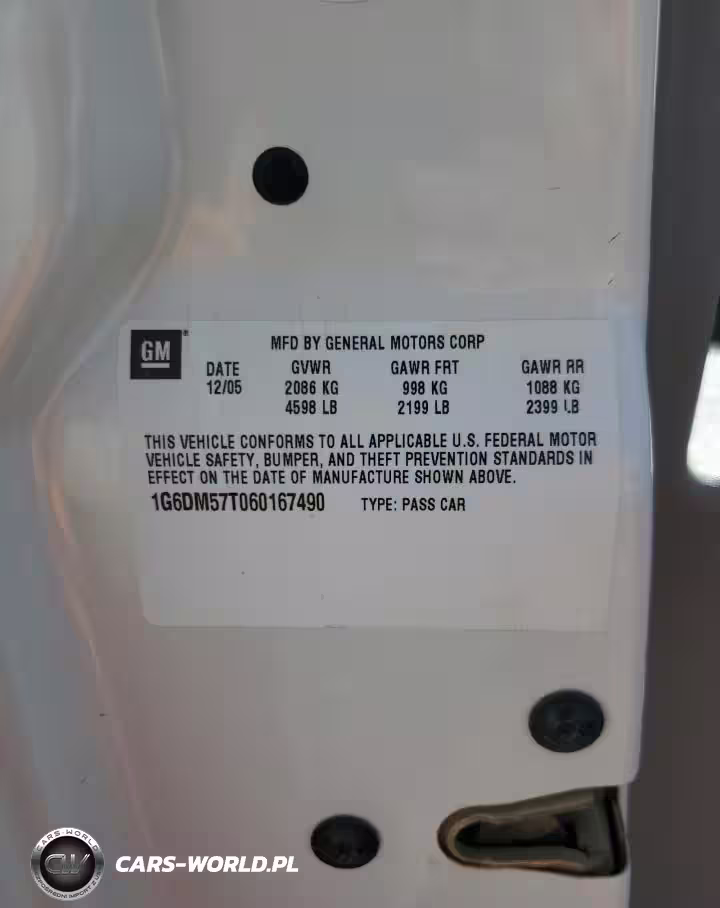 GM
MFD BY GENERAL MOTORS CORP
DATE GVWR GAWR FRT GAWR RR
12/05 2086 KG 998 KG 1088 KG
4598 LB 2199 LB 2399 LB
THIS VEHICLE CONFORMS TO ALL APPLICABLE U.S. FEDERAL MOTOR
VEHICLE SAFETY, BUMPER, AND THEFT PREVENTION STANDARDS IN
EFFECT ON THE DATE OF MANUFACTURE SHOWN ABOVE.
1G6DM57T060167490 TYPE: PASS CAR
CARS-WORLD
CW
CARS-WORLD.PL